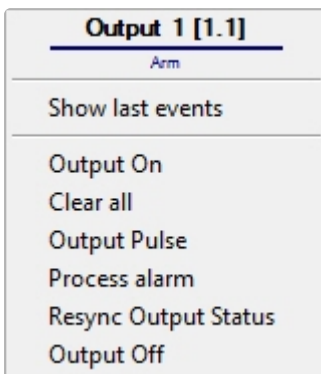 Output 1 [1.1]
Arm
Show last events
Output On
Clear all
Output Pulse
Process alarm
Resync Output Status
Output Off